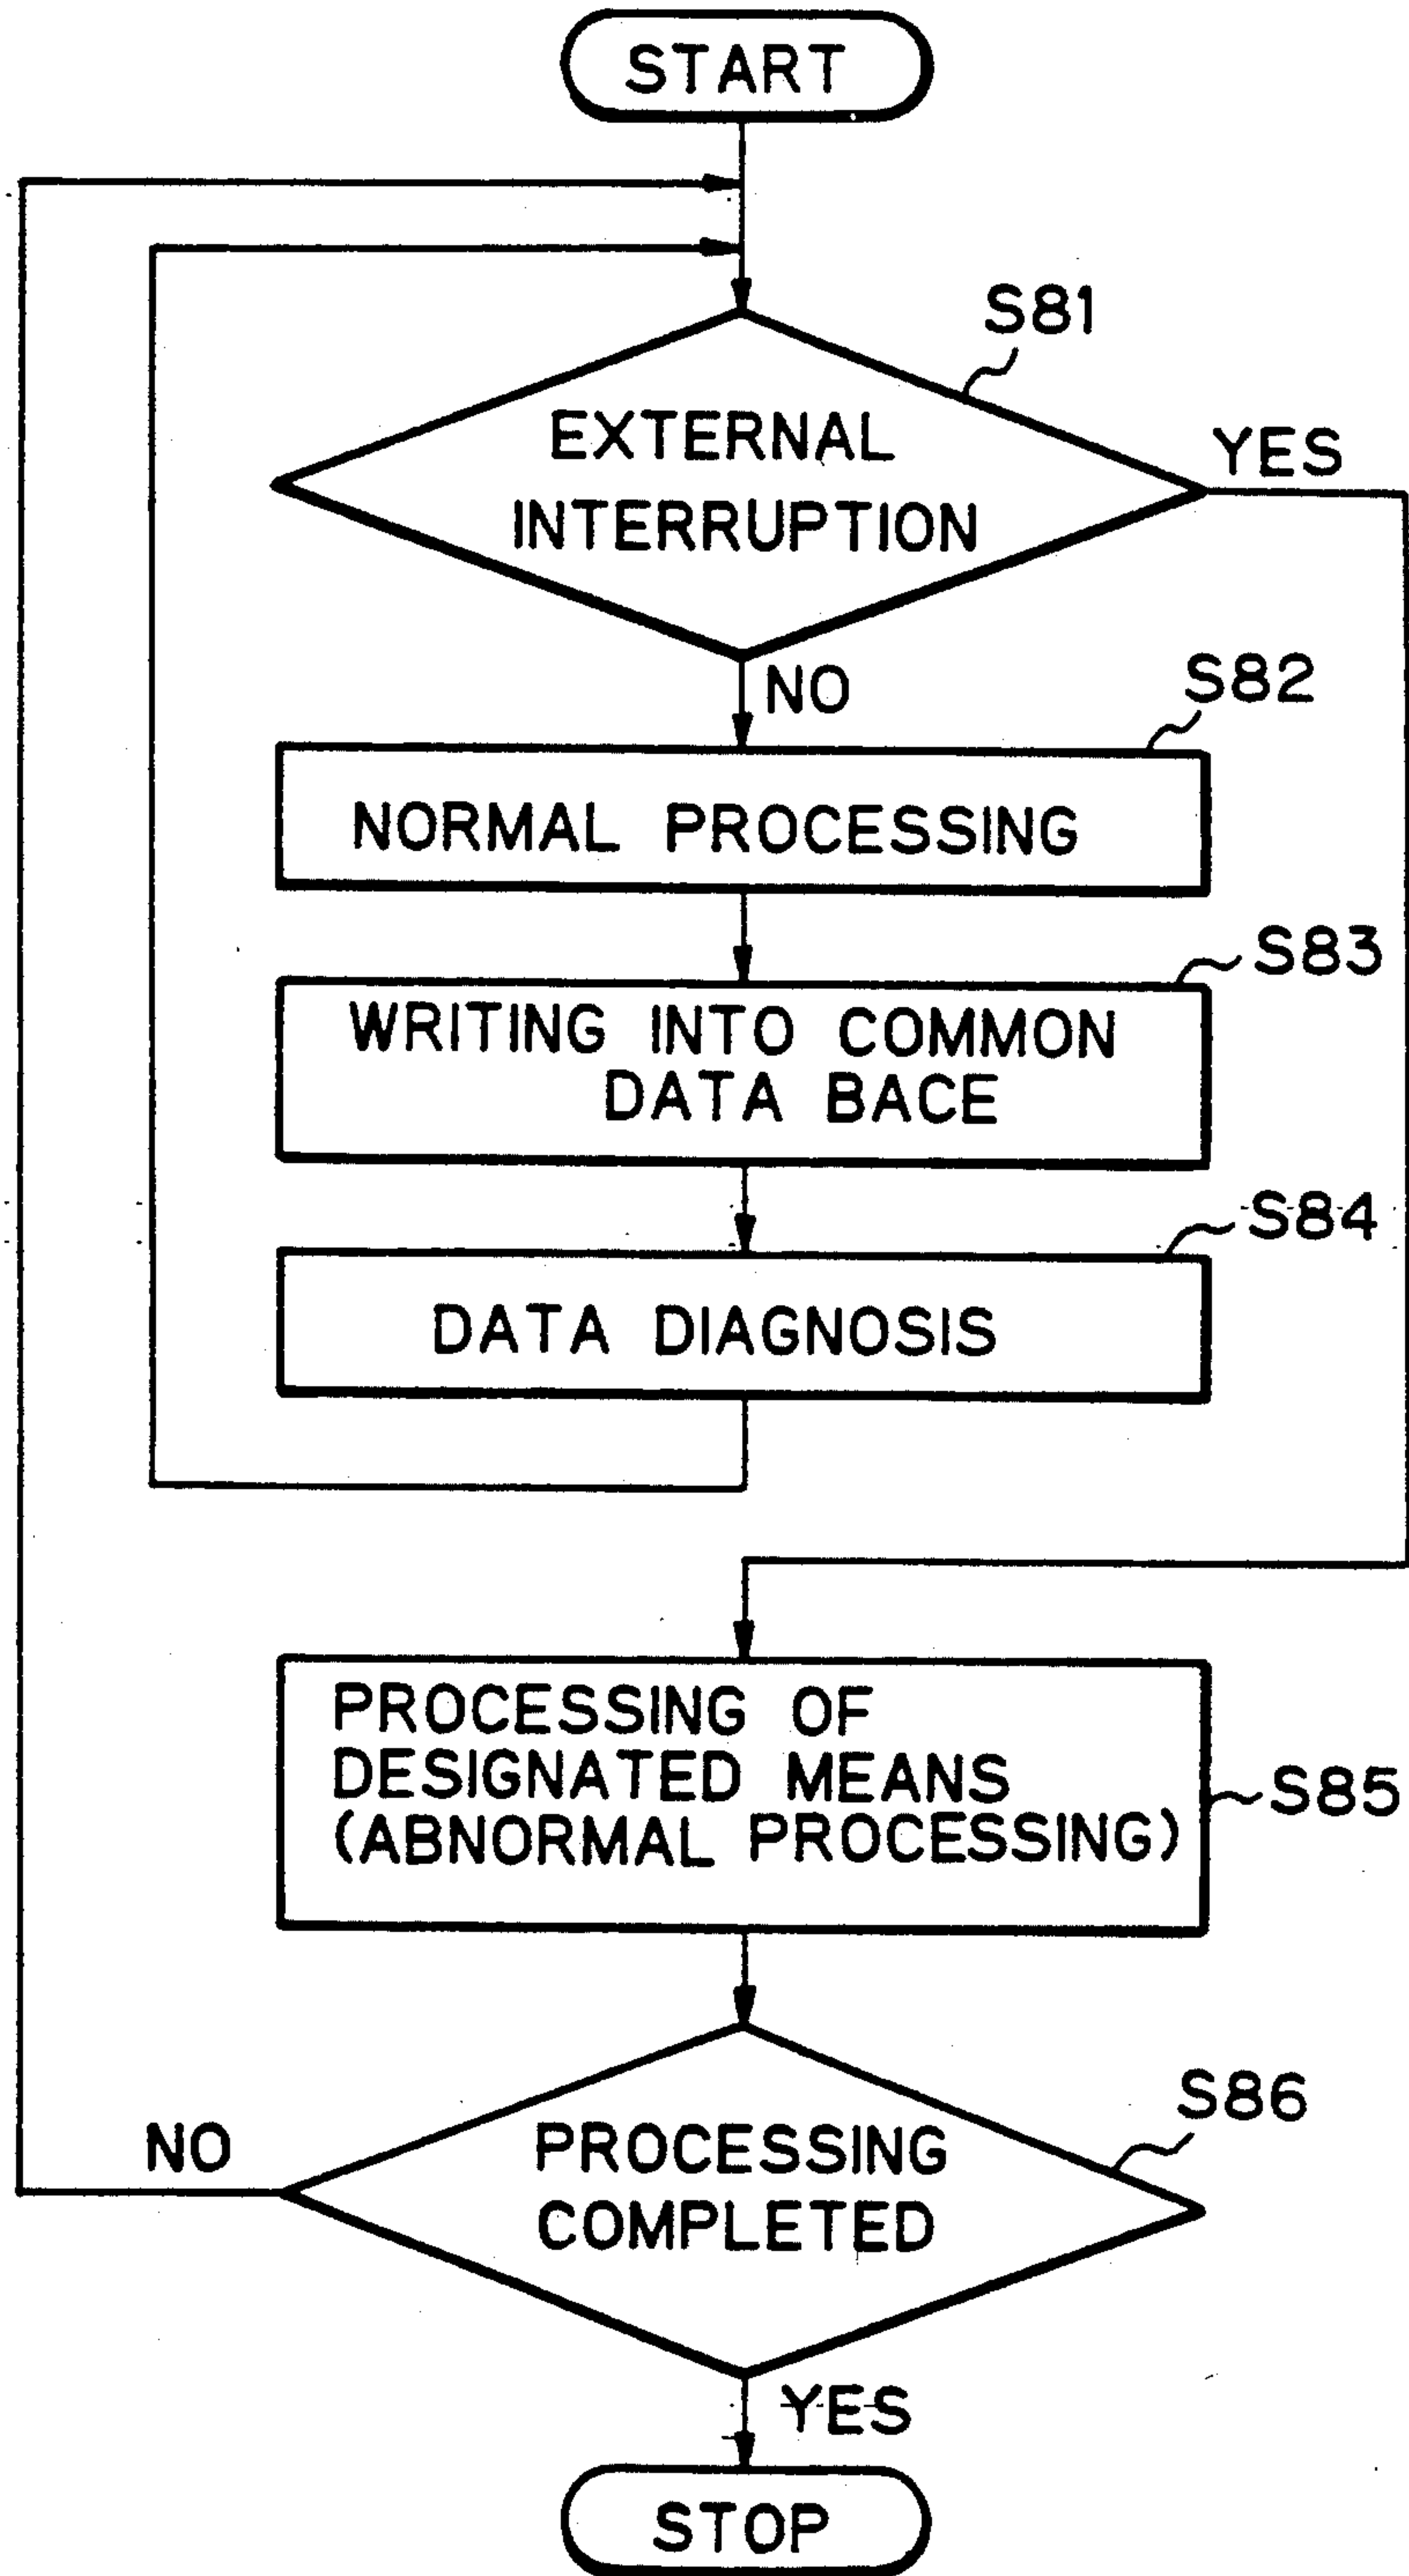 START
S81
EXTERNAL
INTERRUPTION
YES
NO
S82
NORMAL PROCESSING
S83
WRITING INTO COMMON
DATA BACE
S84
DATA DIAGNOSIS
PROCESSING OF
DESIGNATED MEANS
(ABNORMAL PROCESSING)
S85
S86
NO
PROCESSING
COMPLETED
YES
STOP